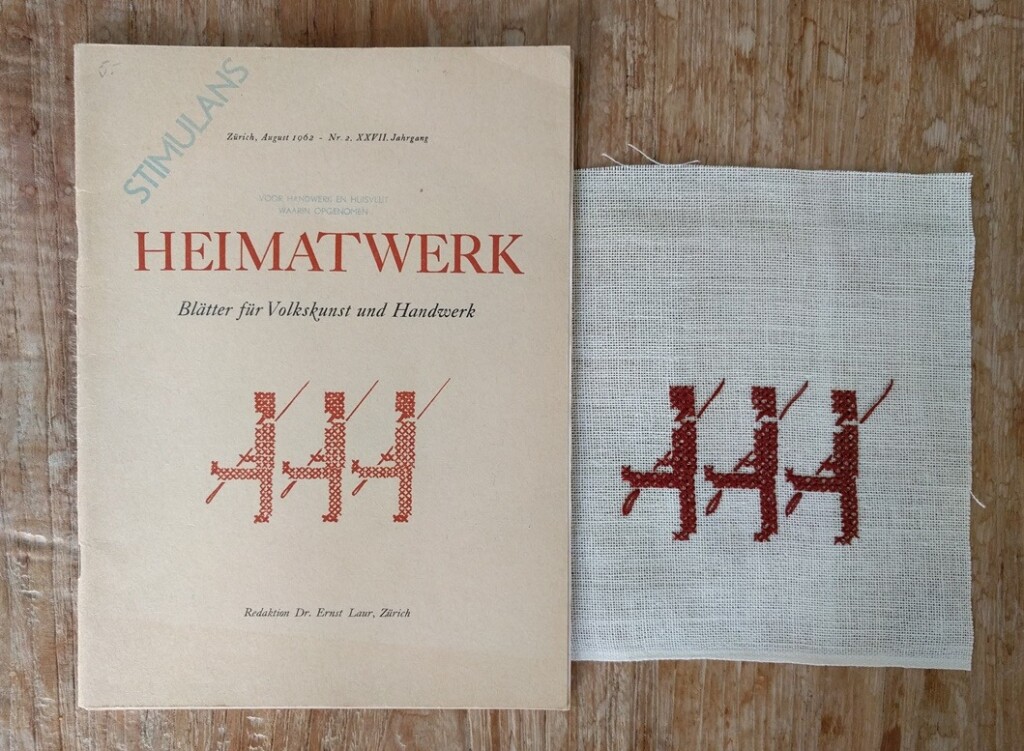 5.-
STIMULANS
Zürich, August 1962 - Nr. 2, XXVII. Jahrgang
VOOR HANDWERK EN HUISVLIJT
WAARIN OPGENOMEN
HEIMATWERK
Blätter für Volkskunst und Handwerk
Redaktion Dr. Ernst Laur, Zürich